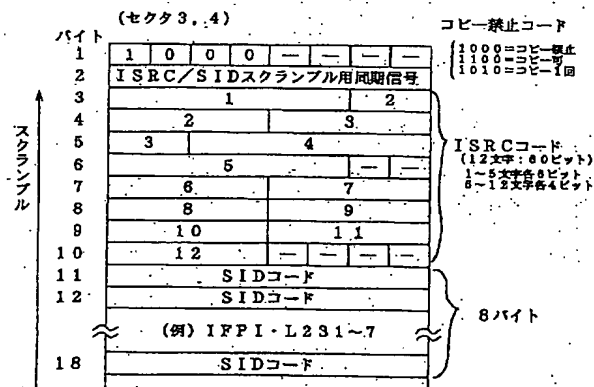 (セクタ3,4)
コピー禁止コード
バイト
1 1 0 0 0 — — — —
1000=コピー禁止
1100=コピー可
1010=コピー1回
2 ISRC/SIDスクランブル用同期信号
3 1 2
4 2 3
5 3 4
6 5 — —
7 6 7
8 8 9
9 10 11
10 12 — — — —
11 SIDコード
12 SIDコード
(例) IFPI・L231~7
18 SIDコード
スクランブル
ISRCコード
(12文字:60ビット)
1~5文字各6ビット
6~12文字各4ビット
8バイト